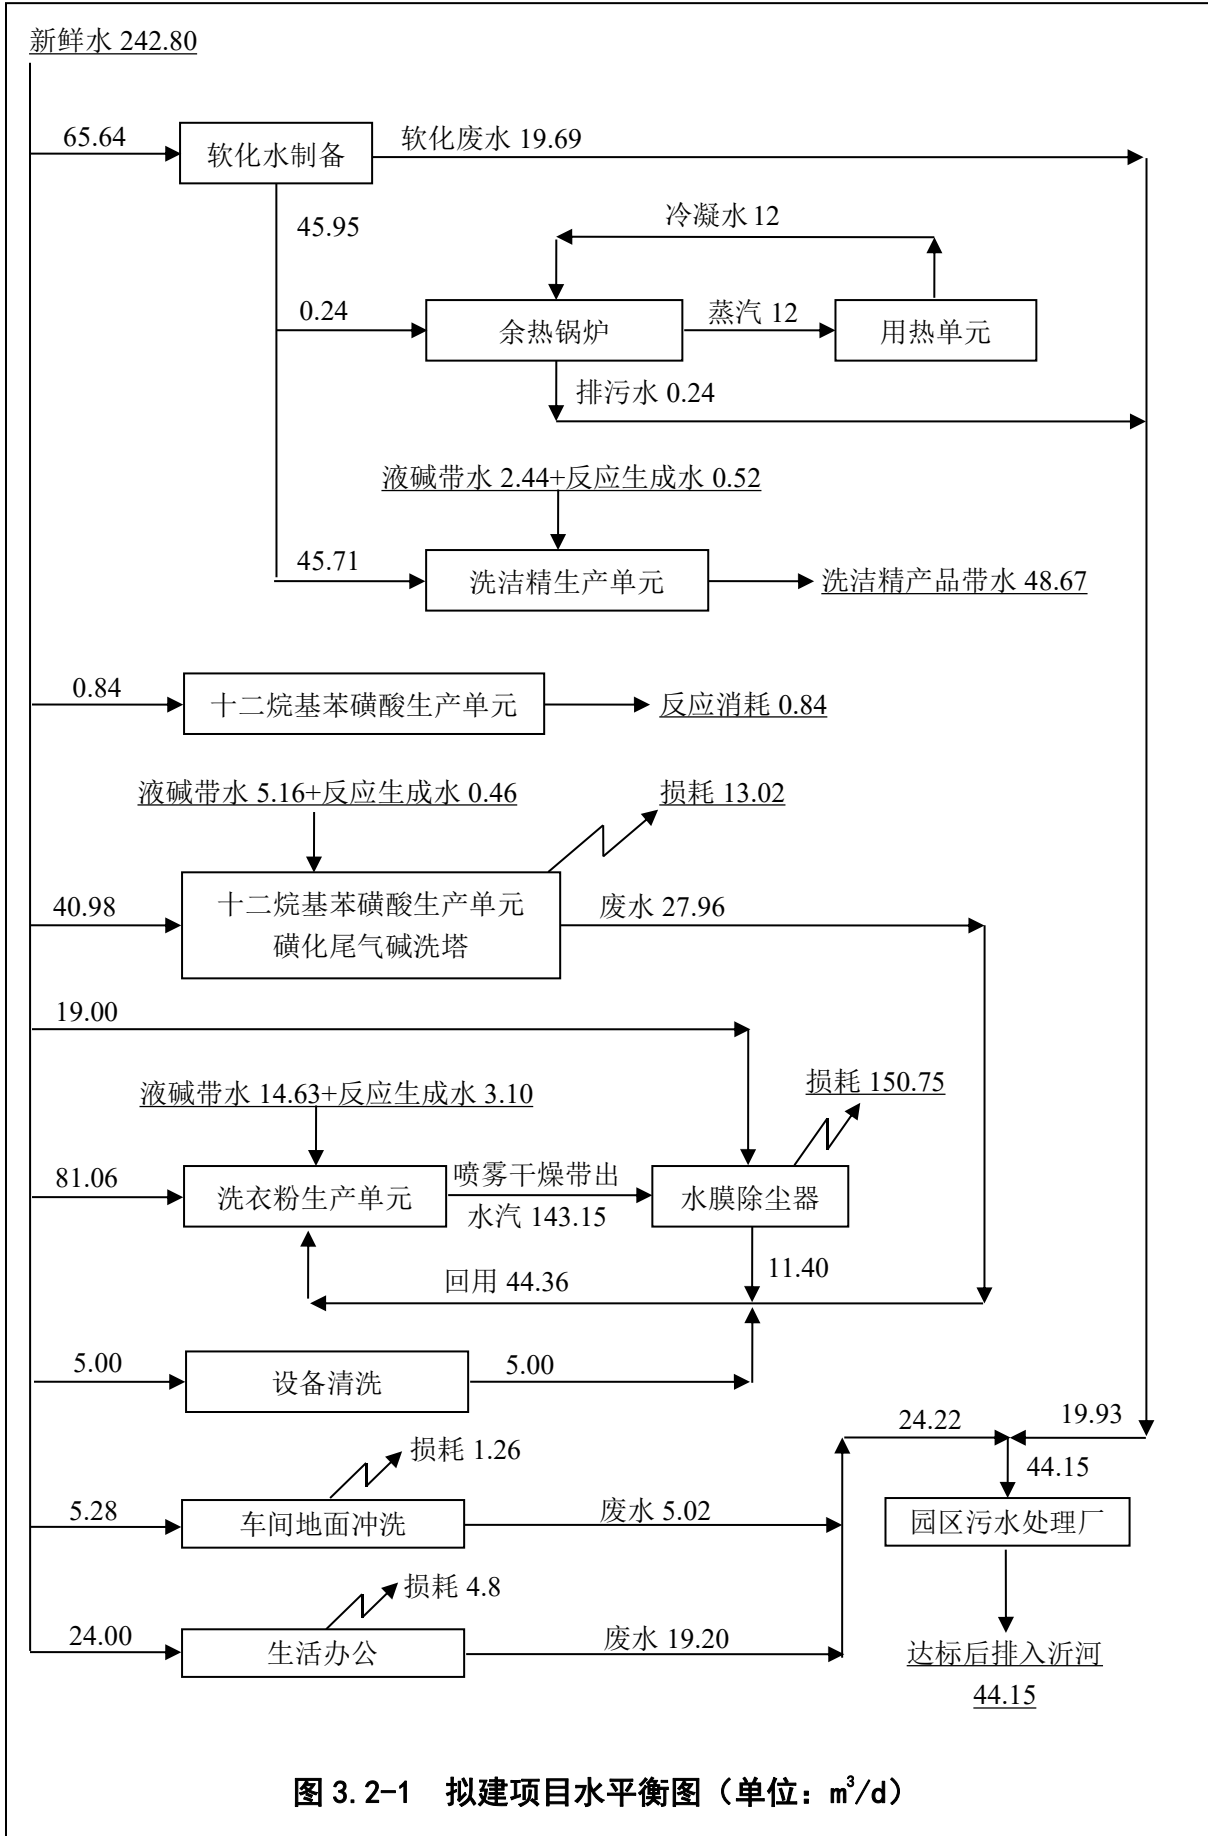 新鲜水 242.80
65.64
软化水制备
软化废水 19.69
45.95
冷凝水 12
0.24
余热锅炉
蒸汽 12
用热单元
排污水 0.24
液碱带水 2.44+反应生成水 0.52
45.71
洗洁精生产单元
洗洁精产品带水 48.67
0.84
十二烷基苯磺酸生产单元
反应消耗 0.84
液碱带水 5.16+反应生成水 0.46
损耗 13.02
40.98
十二烷基苯磺酸生产单元
磺化尾气碱洗塔
废水 27.96
19.00
液碱带水 14.63+反应生成水 3.10
损耗 150.75
81.06
洗衣粉生产单元
喷雾干燥带出
水汽 143.15
水膜除尘器
11.40
回用 44.36
5.00
设备清洗
5.00
24.22
19.93
44.15
损耗 1.26
5.28
车间地面冲洗
废水 5.02
园区污水处理厂
损耗 4.8
24.00
生活办公
废水 19.20
达标后排入沂河
44.15
图 3.2-1 拟建项目水平衡图（单位：m³/d）